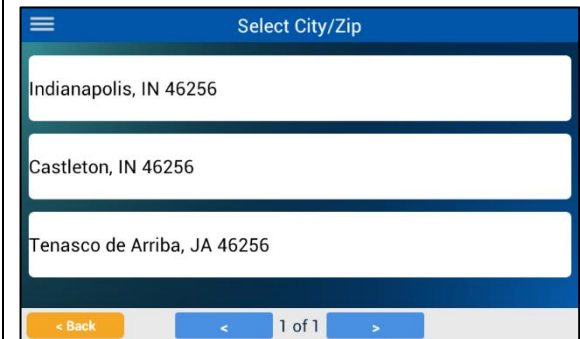 Select City/Zip
Indianapolis, IN 46256
Castleton, IN 46256
Tenasco de Arriba, JA 46256
< Back < 1 of 1 >